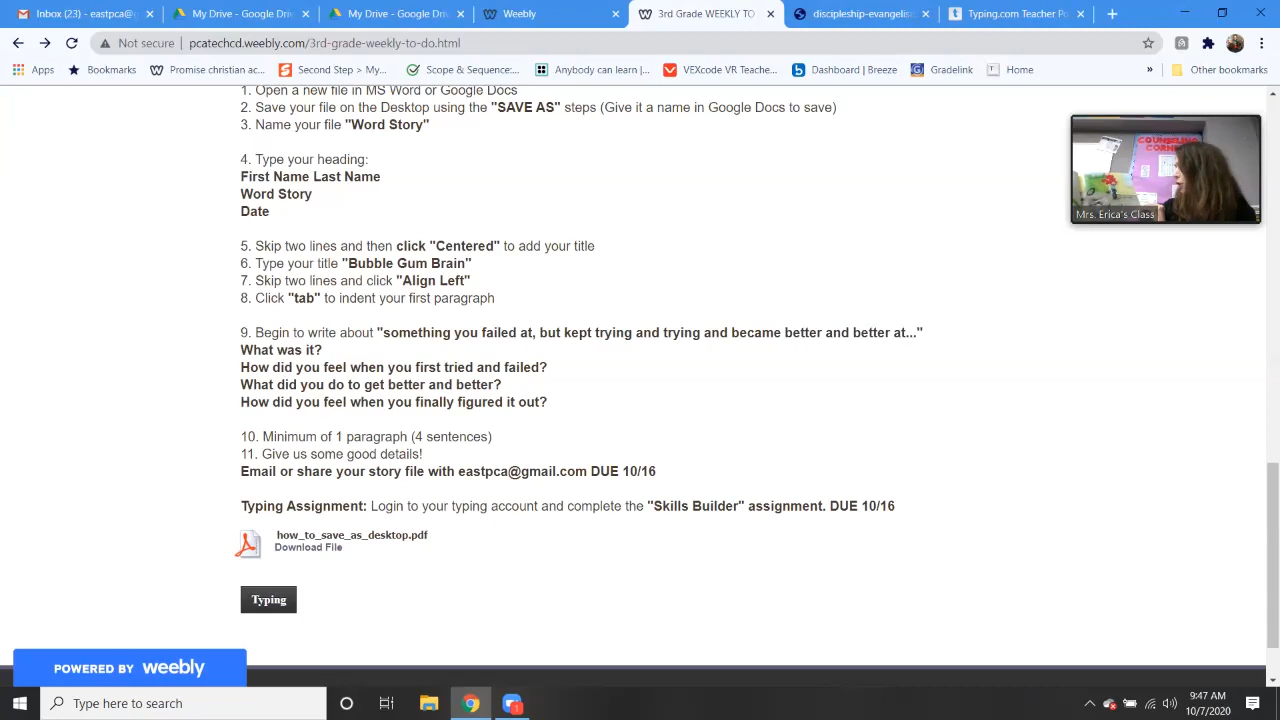 Inbox (23) - eastpca@g
My Drive - Google Drive
My Drive - Google Drive
Weebly
3rd Grade WEEKLY TO
discipleship-evangelis
Typing.com Teacher Po
Not secure | pcatechcd.weebly.com/3rd-grade-weekly-to-do.html
Apps
Bookmarks
Promise christian ac...
Second Step > My...
Scope & Sequence...
Anybody can learn |...
VEXcode VR Teache...
Dashboard | Breeze
Gradelink
Home
»
Other bookmarks
1. Open a new file in MS Word or Google Docs
2. Save your file on the Desktop using the "SAVE AS" steps (Give it a name in Google Docs to save)
3. Name your file "Word Story"
4. Type your heading:
First Name Last Name
Word Story
Date
5. Skip two lines and then click "Centered" to add your title
6. Type your title "Bubble Gum Brain"
7. Skip two lines and click "Align Left"
8. Click "tab" to indent your first paragraph
9. Begin to write about "something you failed at, but kept trying and trying and became better and better at..."
What was it?
How did you feel when you first tried and failed?
What did you do to get better and better?
How did you feel when you finally figured it out?
10. Minimum of 1 paragraph (4 sentences)
11. Give us some good details!
Email or share your story file with eastpca@gmail.com DUE 10/16
Typing Assignment: Login to your typing account and complete the "Skills Builder" assignment. DUE 10/16
how_to_save_as_desktop.pdf
Download File
Typing
POWERED BY weebly
COUNSELING
Mrs. Erica's Class
Type here to search
9:47 AM
10/7/2020